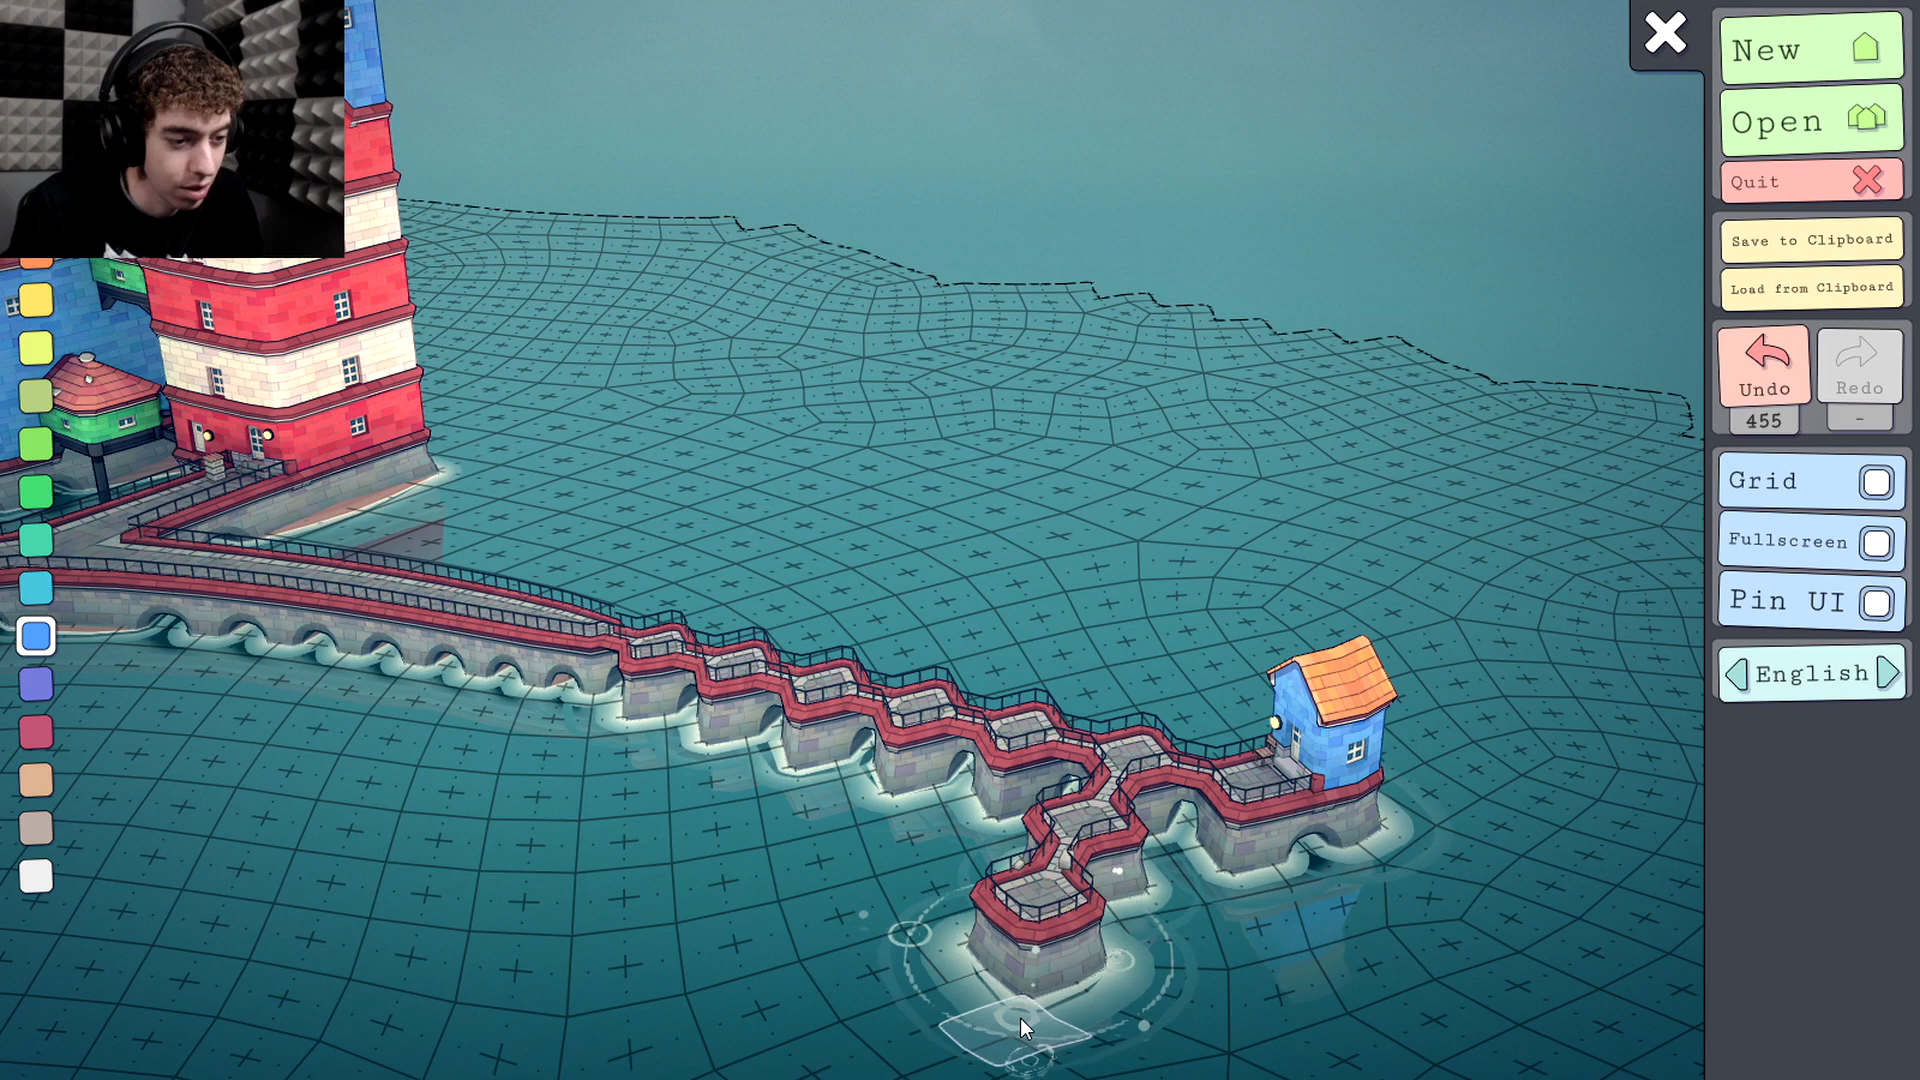 New
Open
Quit
Save to Clipboard
Load from Clipboard
Undo
Redo
455
-
Grid
Fullscreen
Pin UI
English